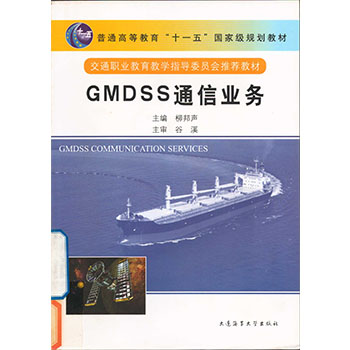 十一五
普通高等教育“十一五”国家级规划教材
交通职业教育教学指导委员会推荐教材
GMDSS通信业务
主编 柳邦声
主审 谷溪
GMDSS COMMUNICATION SERVICES
大连海事大学出版社